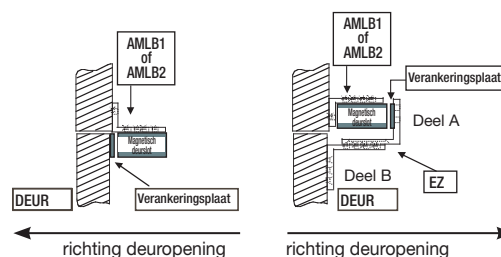 AMLB1
of
AMLB2
Magnetisch
deurslot
DEUR
Verankeringsplaat
richting deuropening
AMLB1
of
AMLB2
Verankeringsplaat
Magnetisch
deurslot
Deel A
Deel B
EZ
DEUR
richting deuropening